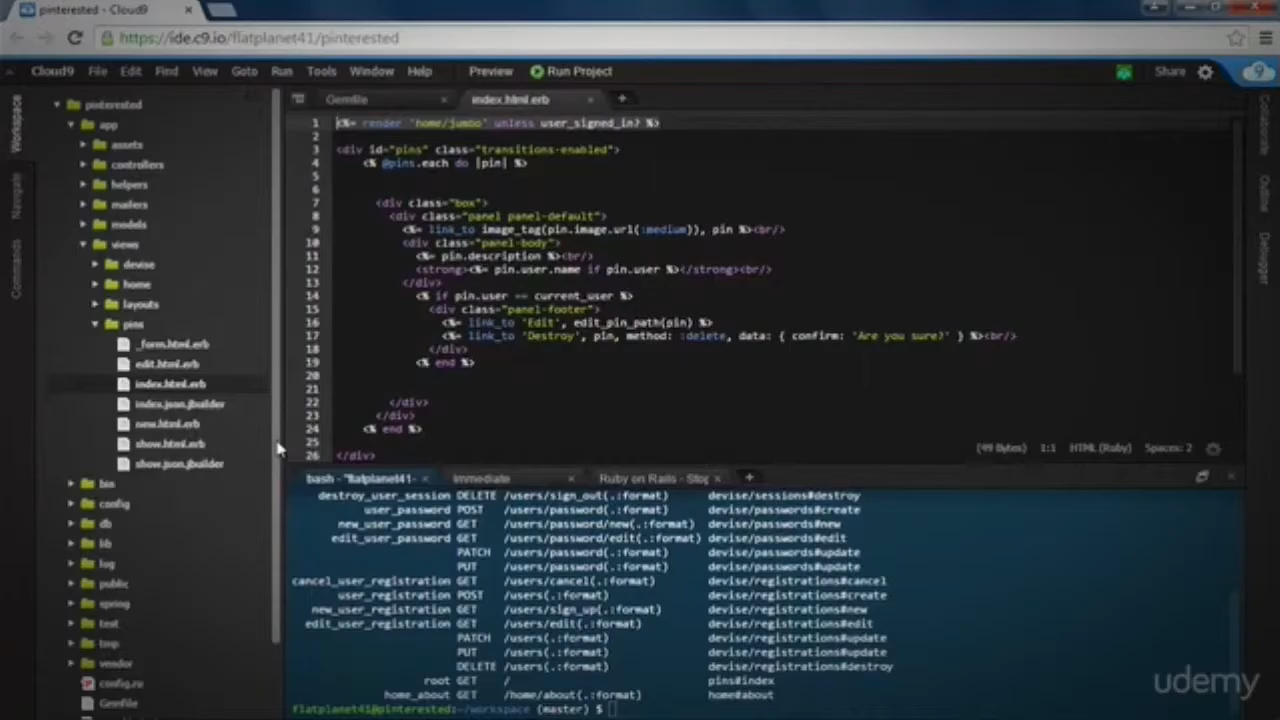 pinterested - Cloud9
https://ide.c9.io/flatplanet41/pinterested
Cloud9 File Edit Find View Goto Run Tools Window Help Preview Run Project Share
Workspace
Navigate
Commands
pinterested
app
assets
controllers
helpers
mailers
models
views
devise
home
layouts
pins
_form.html.erb
edit.html.erb
index.html.erb
index.json.jbuilder
new.html.erb
show.html.erb
show.json.jbuilder
bin
config
db
lib
log
public
spring
test
tmp
vendor
config.ru
Gemfile
Gemfile index.html.erb
1 <%= render 'home/jumbo' unless user_signed_in? %>
2
3 <div id="pins" class="transitions-enabled">
4 <% @pins.each do |pin| %>
5
6
7 <div class="box">
8 <div class="panel panel-default">
9 <%= link_to image_tag(pin.image.url(:medium)), pin %><br/>
10 <div class="panel-body">
11 <%= pin.description %><br/>
12 <strong><%= pin.user.name if pin.user %></strong><br/>
13 </div>
14 <% if pin.user == current_user %>
15 <div class="panel-footer">
16 <%= link_to 'Edit', edit_pin_path(pin) %>
17 <%= link_to 'Destroy', pin, method: :delete, data: { confirm: 'Are you sure?' } %><br/>
18 </div>
19 <% end %>
20
21
22 </div>
23 </div>
24 <% end %>
25
26 </div>
(49 Bytes) 1:1 HTML (Ruby) Spaces: 2
Collaborate
Outline
Debugger
bash - "flatplanet41- Immediate Ruby on Rails - Stop
destroy_user_session DELETE /users/sign_out(.:format) devise/sessions#destroy
user_password POST /users/password(.:format) devise/passwords#create
new_user_password GET /users/password/new(.:format) devise/passwords#new
edit_user_password GET /users/password/edit(.:format) devise/passwords#edit
PATCH /users/password(.:format) devise/passwords#update
PUT /users/password(.:format) devise/passwords#update
cancel_user_registration GET /users/cancel(.:format) devise/registrations#cancel
user_registration POST /users(.:format) devise/registrations#create
new_user_registration GET /users/sign_up(.:format) devise/registrations#new
edit_user_registration GET /users/edit(.:format) devise/registrations#edit
PATCH /users(.:format) devise/registrations#update
PUT /users(.:format) devise/registrations#update
DELETE /users(.:format) devise/registrations#destroy
root GET / pins#index
home_about GET /home/about(.:format) home#about
flatplanet41@pinterested:~/workspace (master) $
udemy